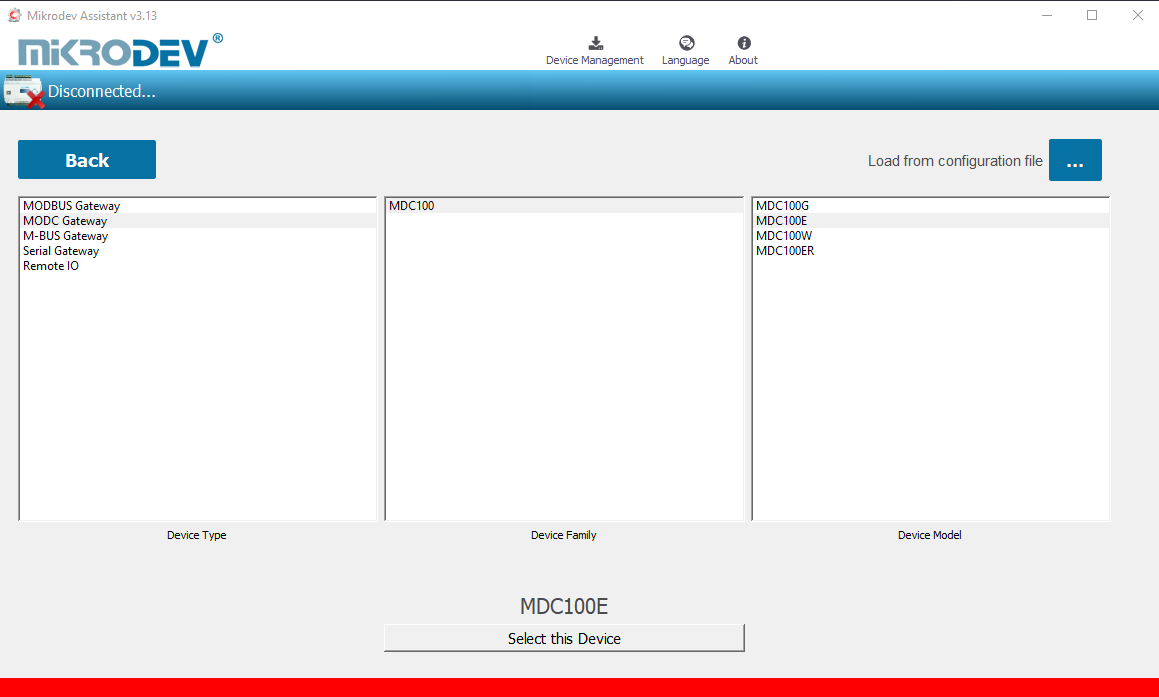 Mikrodev Assistant v3.13
MIKRODEV®
Device Management Language About
Disconnected...
Back
Load from configuration file ...
MODBUS Gateway
MODC Gateway
M-BUS Gateway
Serial Gateway
Remote IO
Device Type
MDC100
Device Family
MDC100G
MDC100E
MDC100W
MDC100ER
Device Model
MDC100E
Select this Device